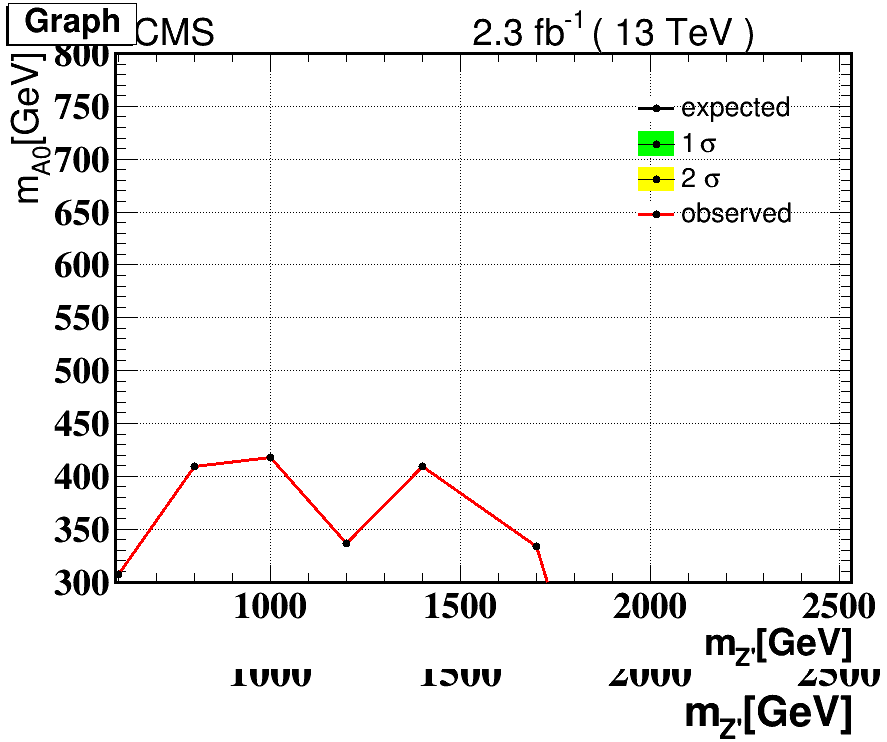 Graph
CMS 2.3 fb-1 ( 13 TeV )
mA0[GeV]
800
750
700
650
600
550
500
450
400
350
300
expected
1 σ
2 σ
observed
1000 1500 2000 2500
mZ'[GeV]
1000 1500 2000 2500
mZ'[GeV]